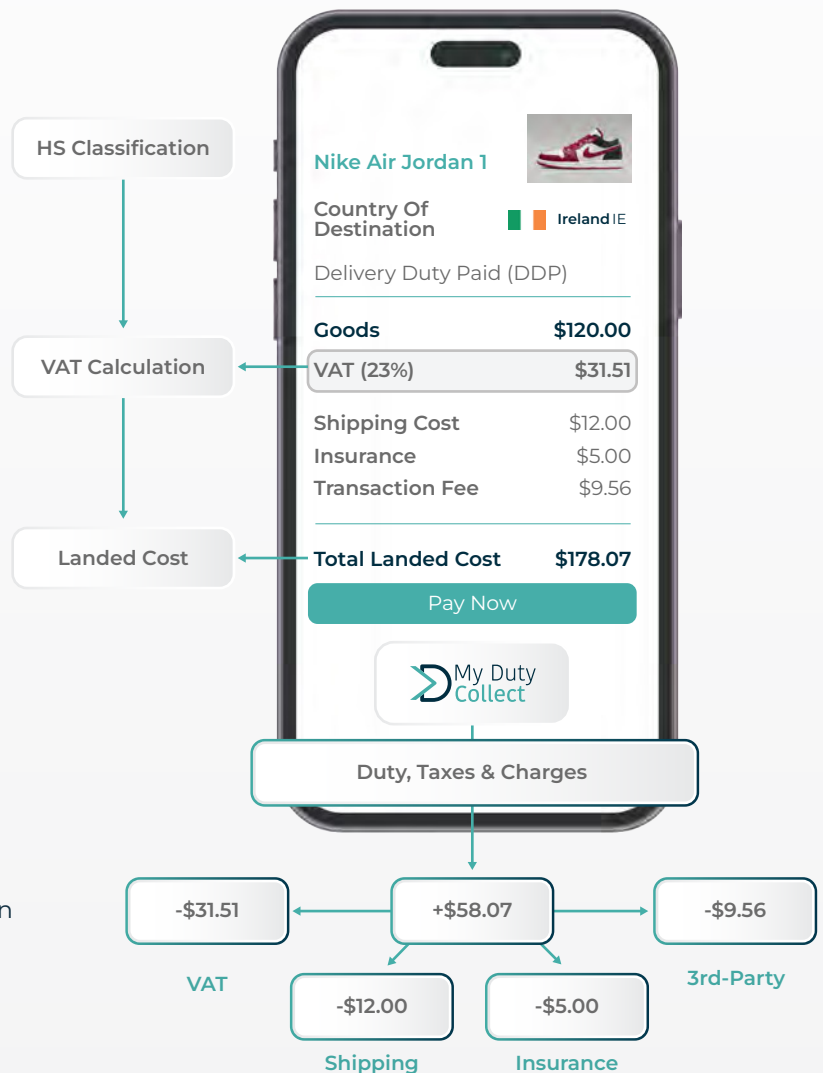 HS Classification
Nike Air Jordan 1
Country Of
Destination
Ireland IE
Delivery Duty Paid (DDP)
Goods $120.00
VAT Calculation
VAT (23%) $31.51
Shipping Cost $12.00
Insurance $5.00
Transaction Fee $9.56
Landed Cost
Total Landed Cost $178.07
Pay Now
My Duty
Collect
Duty, Taxes & Charges
n
-$31.51 +$58.07 -$9.56
VAT
3rd-Party
-$12.00 -$5.00
Shipping Insurance